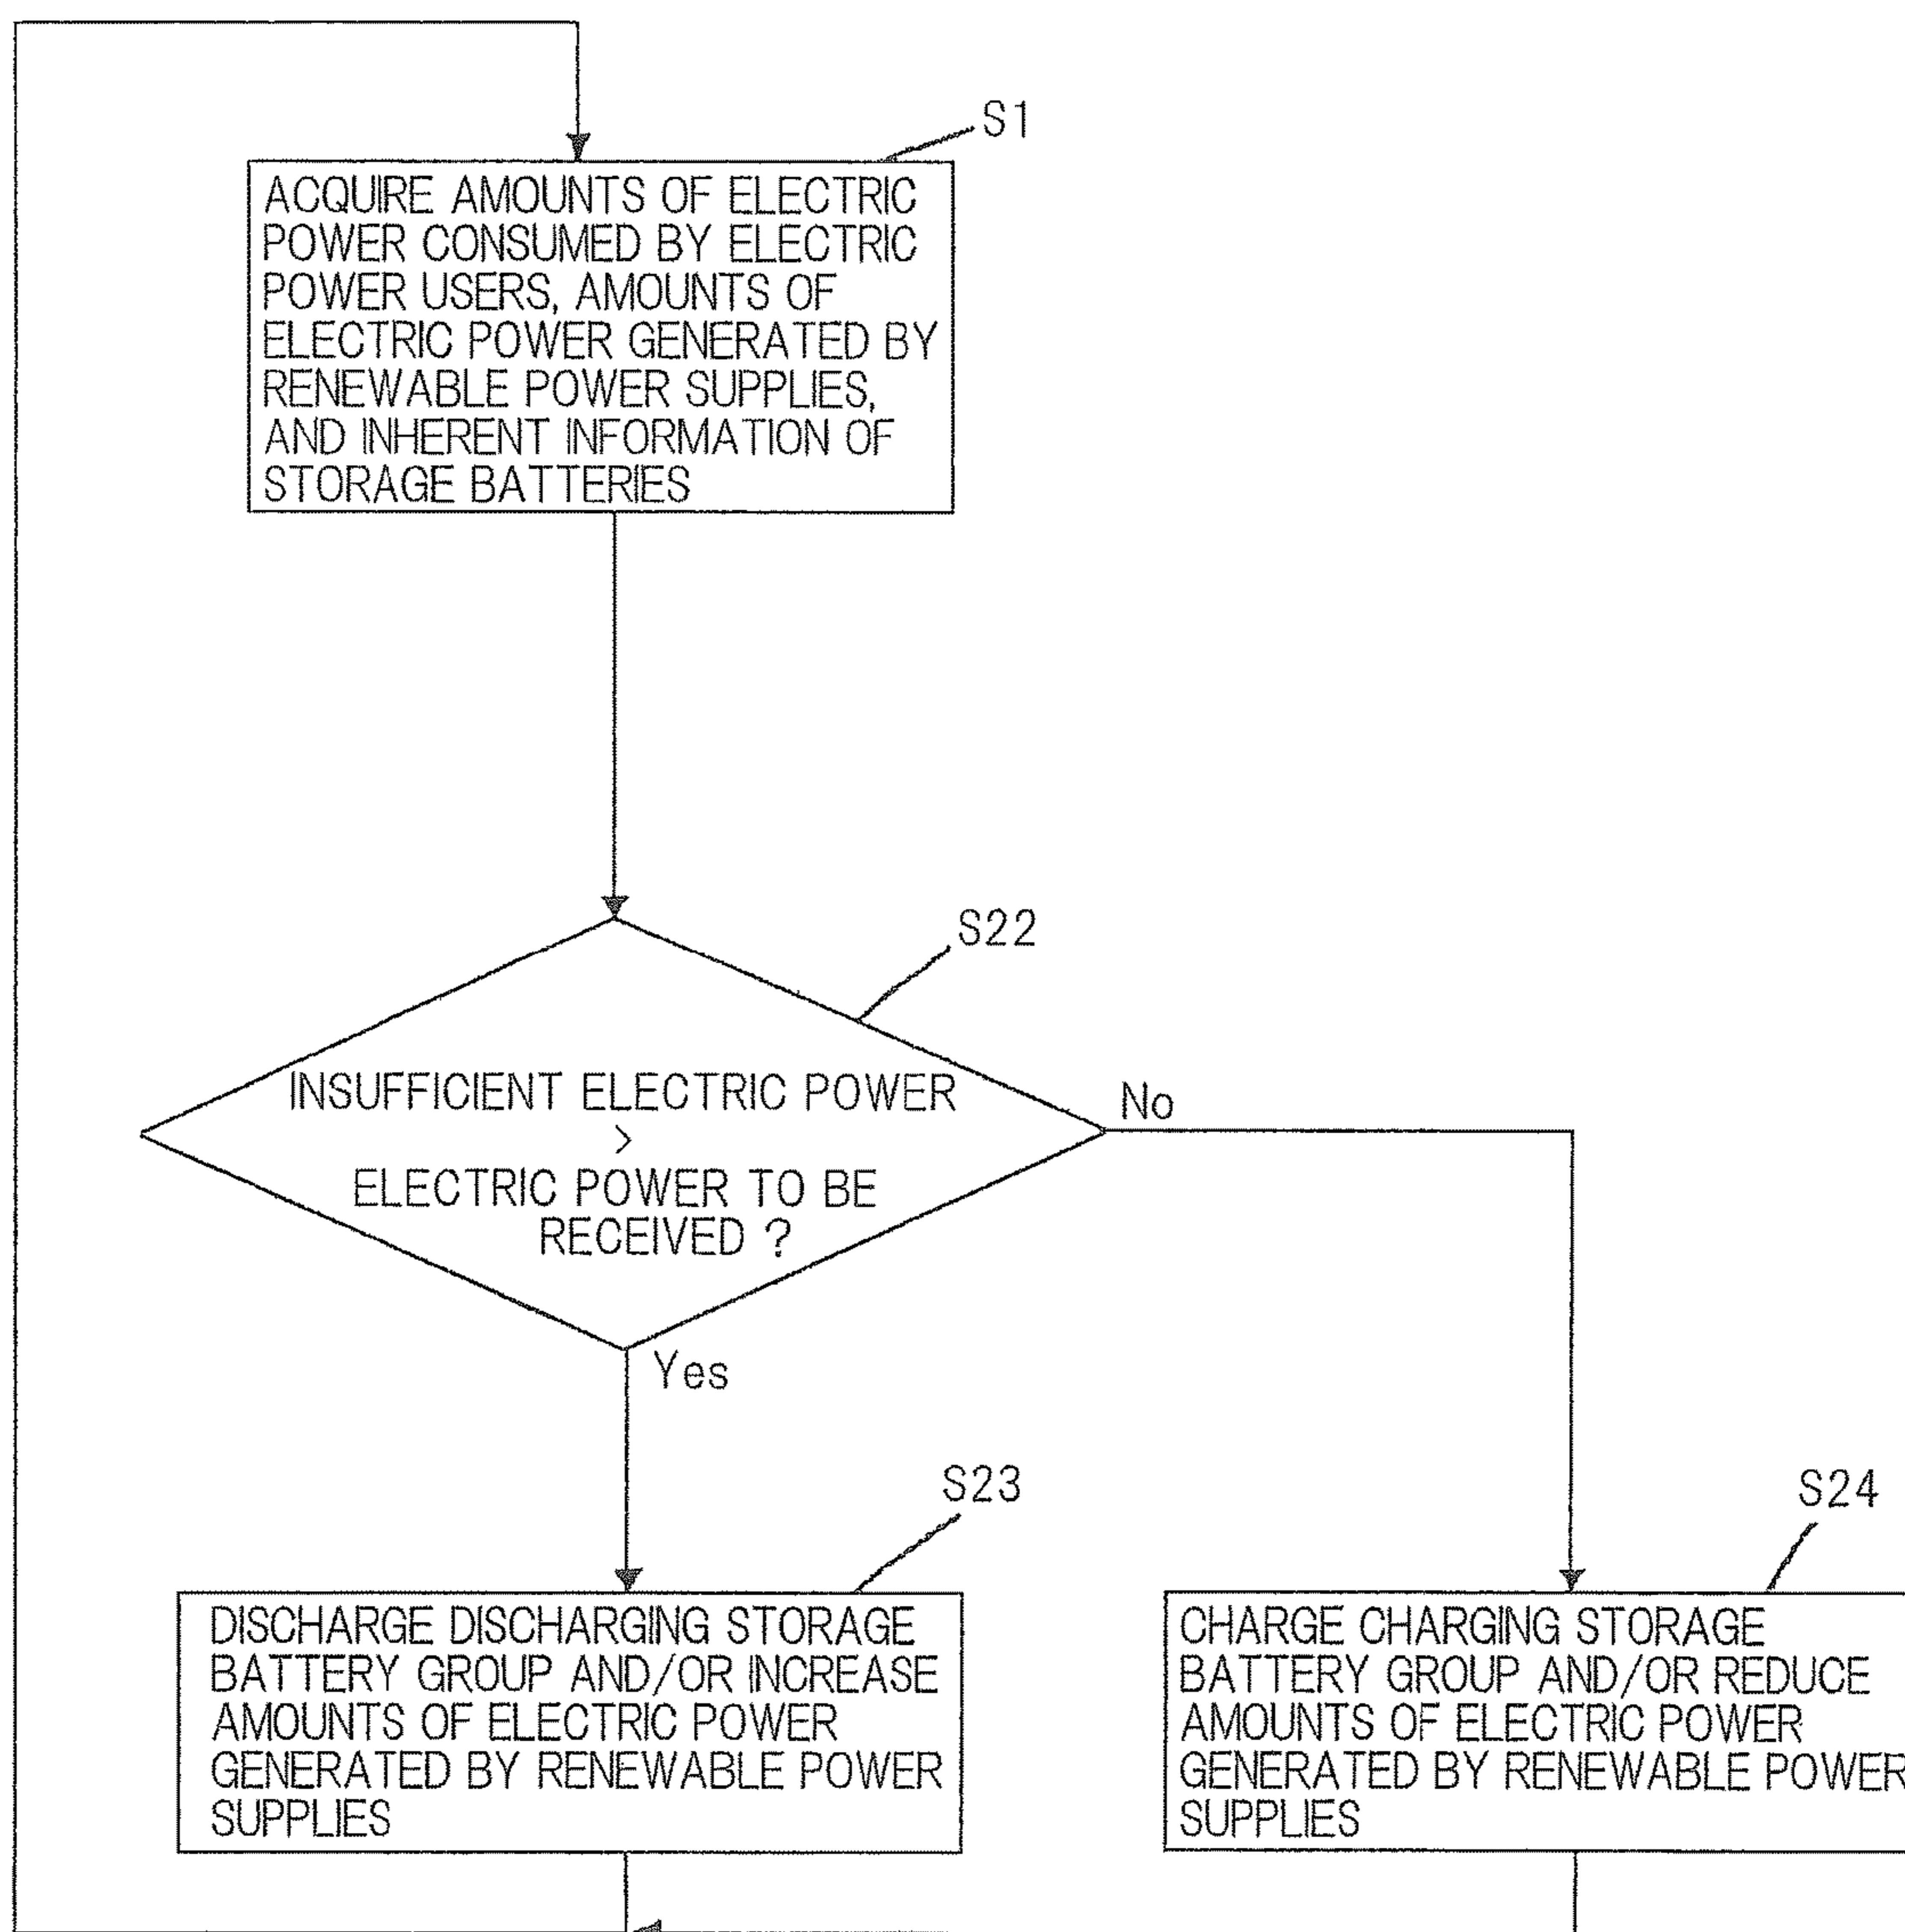 S1
ACQUIRE AMOUNTS OF ELECTRIC
POWER CONSUMED BY ELECTRIC
POWER USERS, AMOUNTS OF
ELECTRIC POWER GENERATED BY
RENEWABLE POWER SUPPLIES,
AND INHERENT INFORMATION OF
STORAGE BATTERIES
S22
INSUFFICIENT ELECTRIC POWER
>
ELECTRIC POWER TO BE
RECEIVED ?
No
Yes
S23
DISCHARGE DISCHARGING STORAGE
BATTERY GROUP AND/OR INCREASE
AMOUNTS OF ELECTRIC POWER
GENERATED BY RENEWABLE POWER
SUPPLIES
S24
CHARGE CHARGING STORAGE
BATTERY GROUP AND/OR REDUCE
AMOUNTS OF ELECTRIC POWER
GENERATED BY RENEWABLE POWER
SUPPLIES